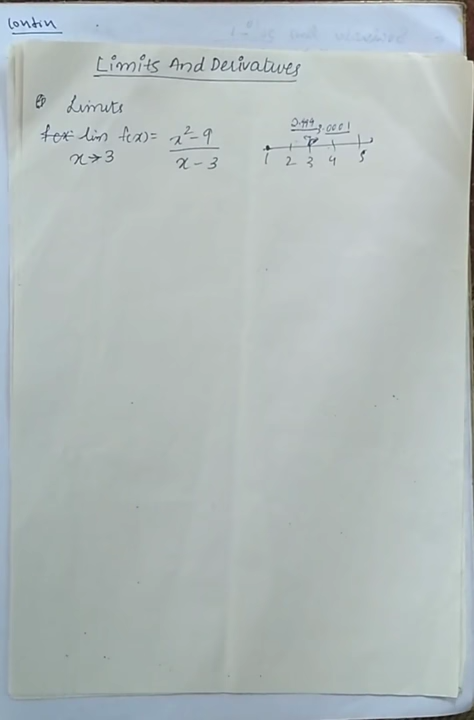 Contin
Limits And Derivatives
Limits
lim f(x) = x²-9 / x-3
x→3
2.999 3.0001
1 2 3 4 5